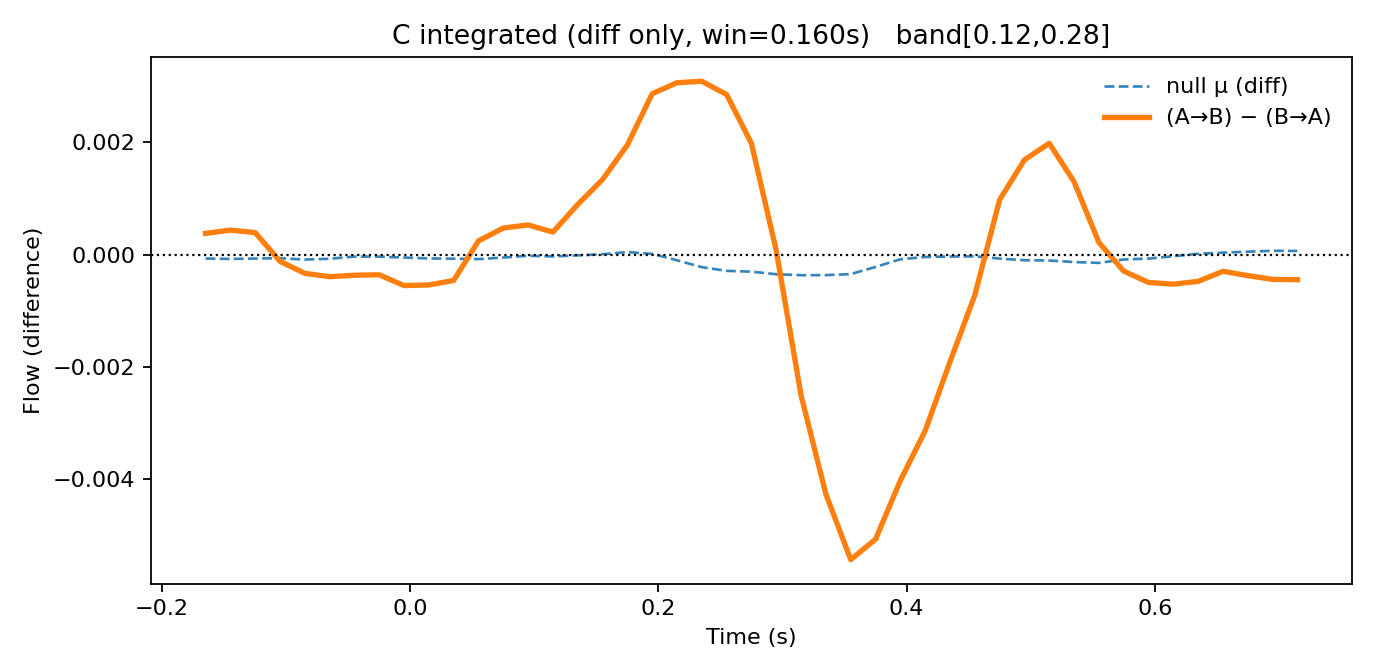 C integrated (diff only, win=0.160s)   band[0.12,0.28]
null μ (diff)
(A→B) − (B→A)
Flow (difference)
0.002
0.000
−0.002
−0.004
−0.2
0.0
0.2
0.4
0.6
Time (s)